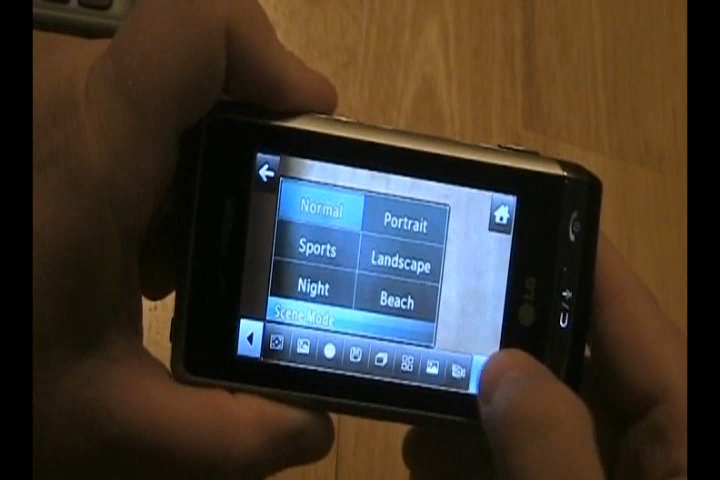 Normal
Portrait
Sports
Landscape
Night
Beach
Scene Mode
LG